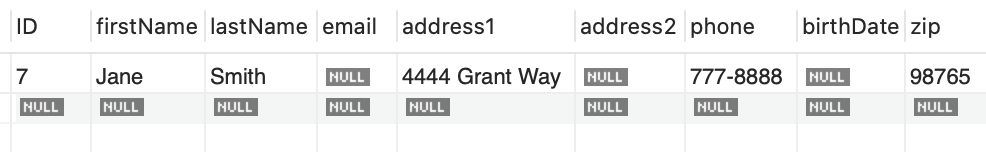 ID firstName lastName email address1 address2 phone birthDate zip
7 Jane Smith NULL 4444 Grant Way NULL 777-8888 NULL 98765
NULL NULL NULL NULL NULL NULL NULL NULL NULL